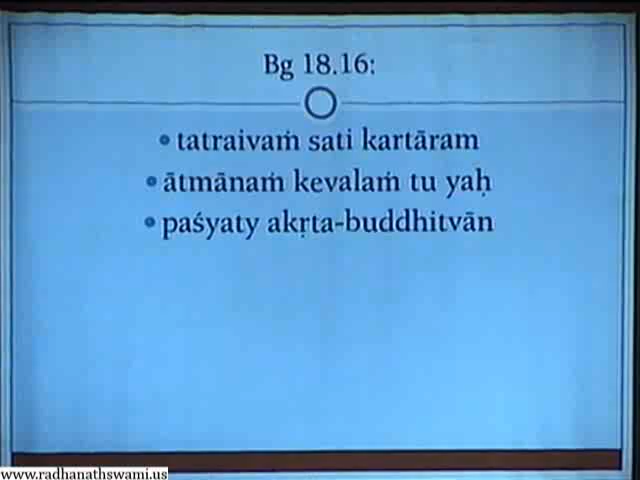 Bg 18.16:
• tatraivaṁ sati kartāram
• ātmānaṁ kevalaṁ tu yaḥ
• paśyaty akṛta-buddhitvān
www.radhanathswami.us